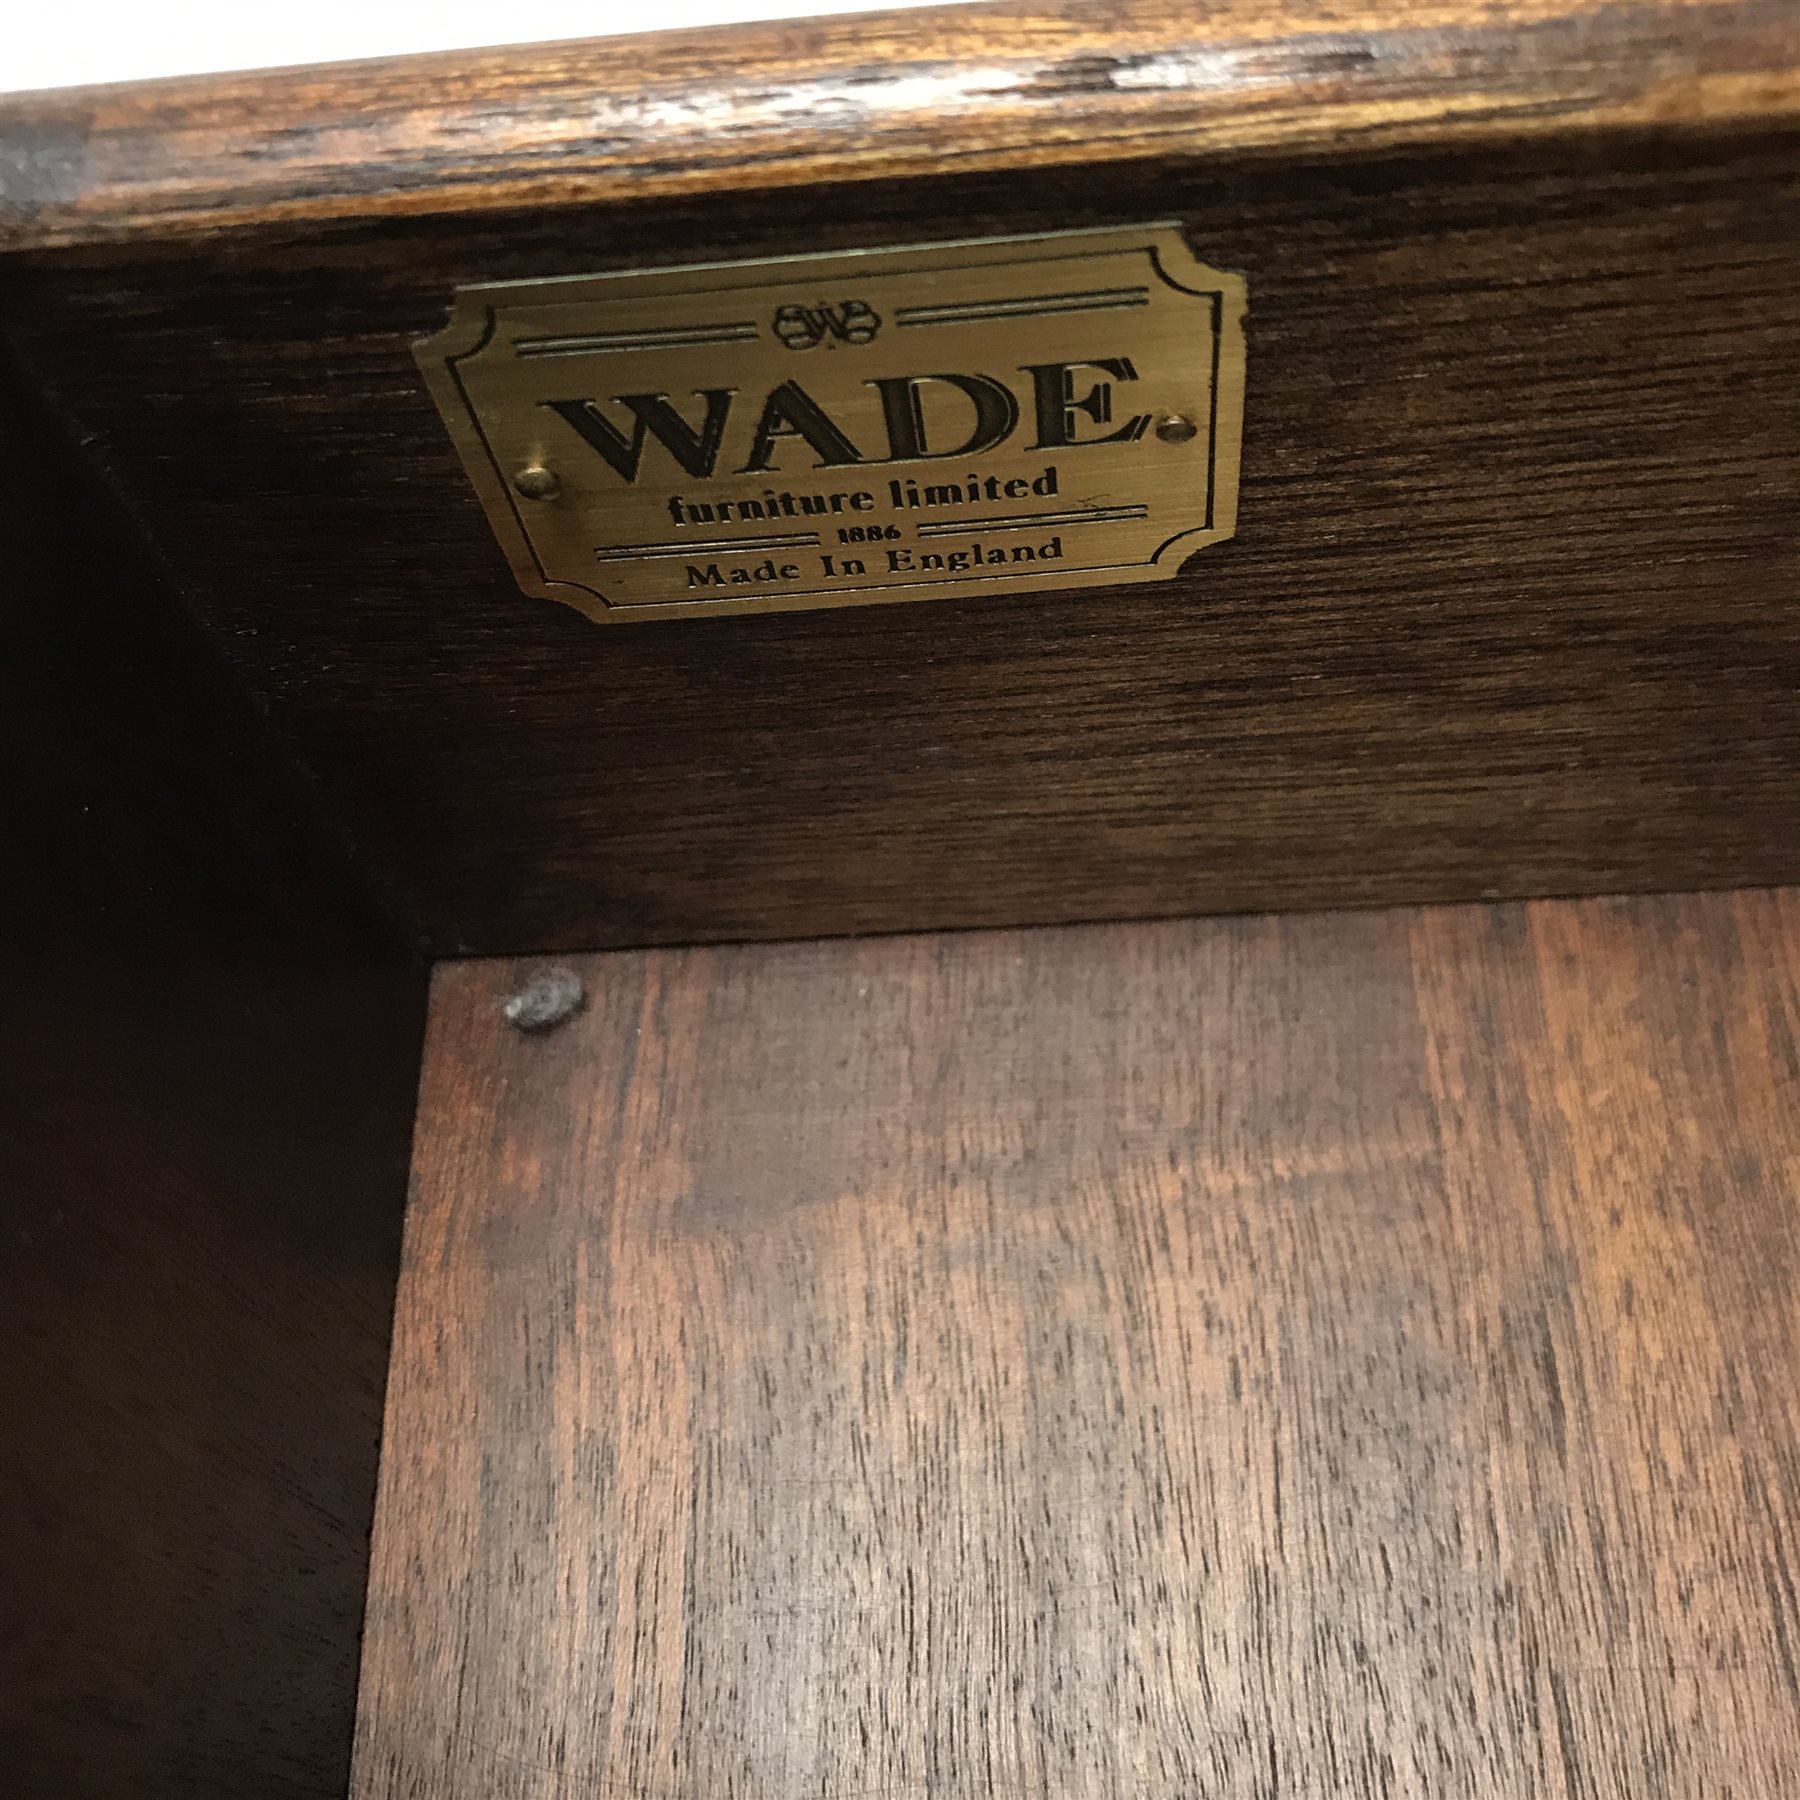 W
WADE
furniture limited
1886
Made In England